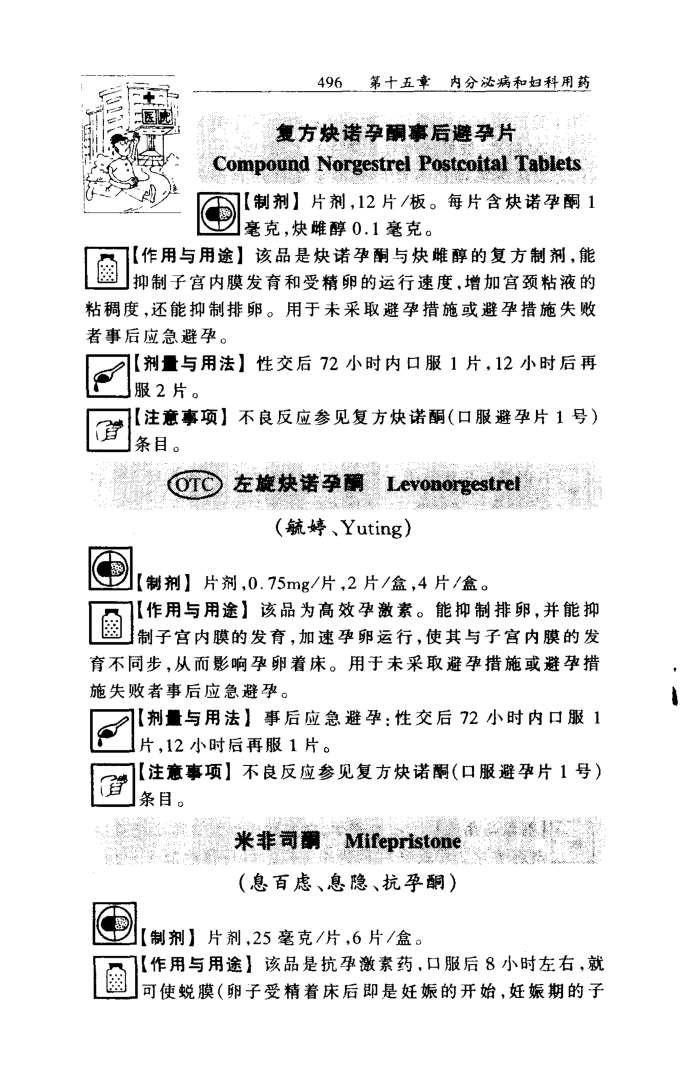 496 第十五章 内分泌病和妇科用药
医院
复方炔诺孕酮事后避孕片
Compound Norgestrel Postcoital Tablets
【制剂】片剂,12片/板。每片含炔诺孕酮1
毫克,炔雌醇0.1毫克。
【作用与用途】该品是炔诺孕酮与炔雌醇的复方制剂,能
抑制子宫内膜发育和受精卵的运行速度,增加宫颈粘液的
粘稠度,还能抑制排卵。用于未采取避孕措施或避孕措施失败
者事后应急避孕。
【剂量与用法】性交后72小时内口服1片,12小时后再
服2片。
【注意事项】不良反应参见复方炔诺酮(口服避孕片1号)
条目。
OTC 左旋炔诺孕酮 Levonorgestrel
(毓婷、Yuting)
【制剂】片剂,0.75mg/片,2片/盒,4片/盒。
【作用与用途】该品为高效孕激素。能抑制排卵,并能抑
制子宫内膜的发育,加速孕卵运行,使其与子宫内膜的发
育不同步,从而影响孕卵着床。用于未采取避孕措施或避孕措
施失败者事后应急避孕。
【剂量与用法】事后应急避孕:性交后72小时内口服1
片,12小时后再服1片。
【注意事项】不良反应参见复方炔诺酮(口服避孕片1号)
条目。
米非司酮 Mifepristone
(息百虑、息隐、抗孕酮)
【制剂】片剂,25毫克/片,6片/盒。
【作用与用途】该品是抗孕激素药,口服后8小时左右,就
可使蜕膜(卵子受精着床后即是妊娠的开始,妊娠期的子